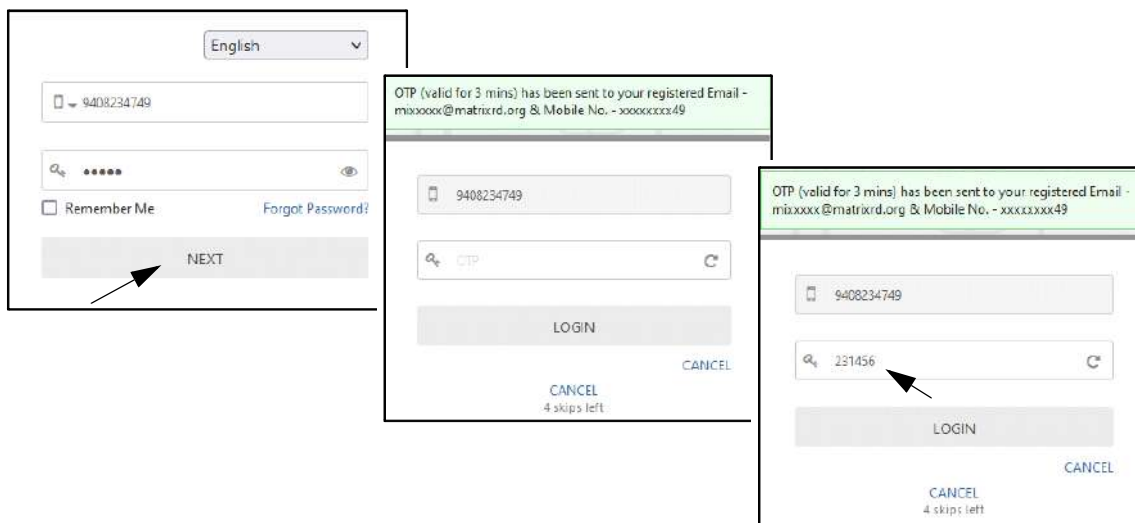 English
9408234749
•••••
Remember Me
Forgot Password?
NEXT
OTP (valid for 3 mins) has been sent to your registered Email -
mixxxxx@matrixrd.org & Mobile No. - xxxxxxxx49
9408234749
OTP
LOGIN
CANCEL
CANCEL
4 skips left
OTP (valid for 3 mins) has been sent to your registered Email -
mixxxxx@matrixrd.org & Mobile No. - xxxxxxxx49
9408234749
231456
LOGIN
CANCEL
CANCEL
4 skips left